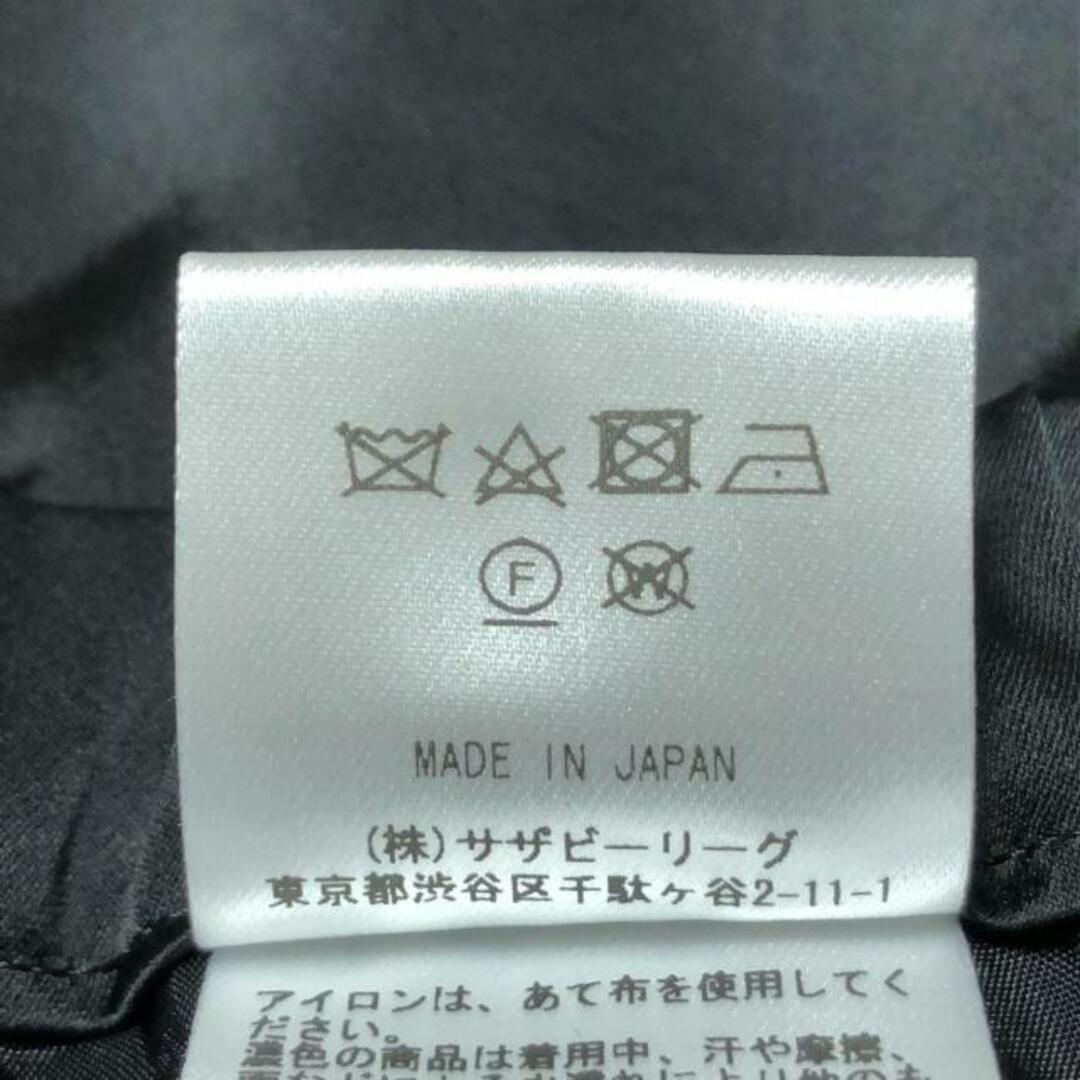 F W
MADE IN JAPAN
(株)サザビーリーグ
東京都渋谷区千駄ヶ谷2-11-1
アイロンは、あて布を使用してく
ださい。
濃色の商品は着用中、汗や摩擦、